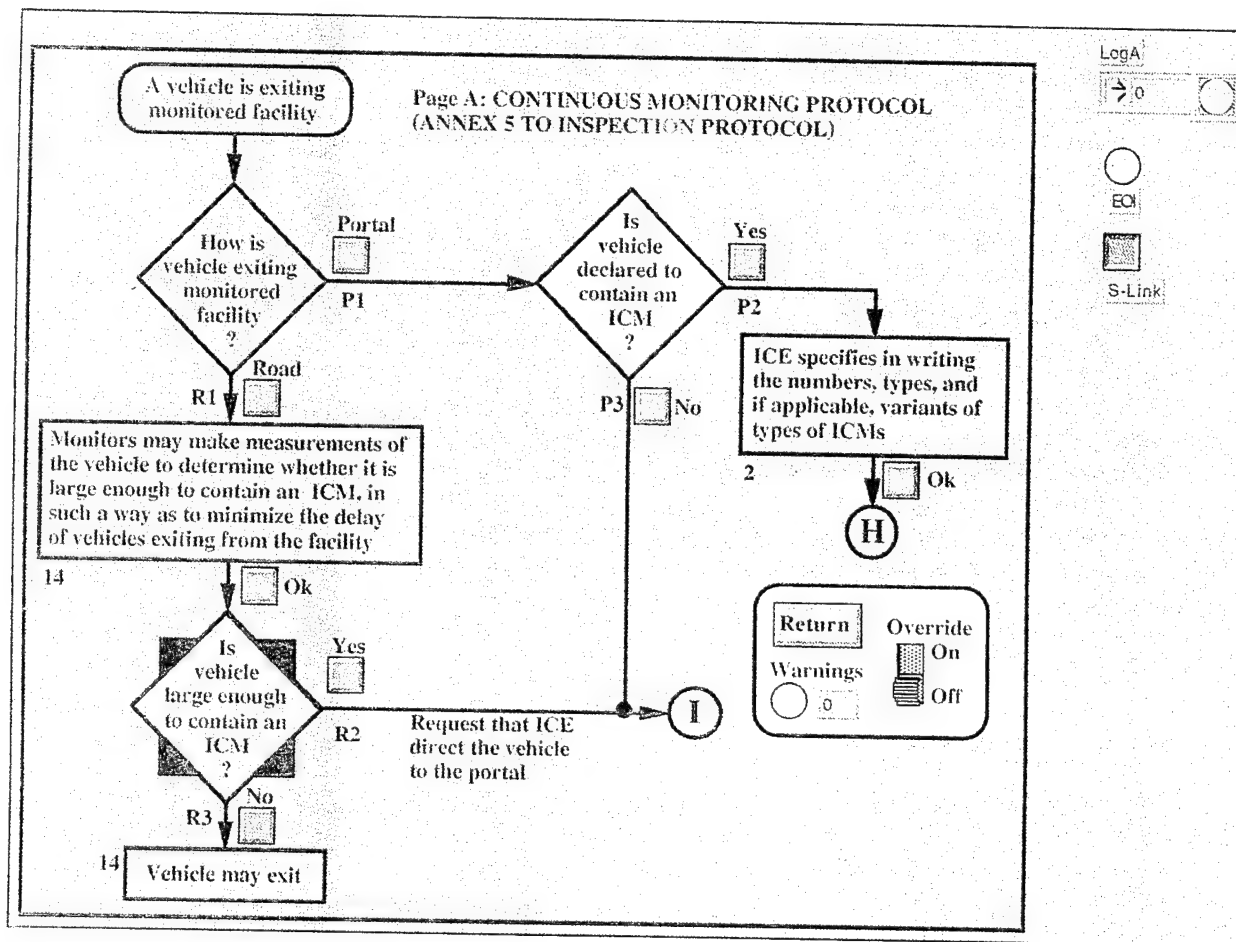 A vehicle is exiting
monitored facility
Page A: CONTINUOUS MONITORING PROTOCOL
(ANNEX 5 TO INSPECTION PROTOCOL)
LogA
0
EOI
S-Link
How is
vehicle exiting
monitored
facility
?
Portal
P1
Is
vehicle
declared to
contain an
ICM
?
Yes
P2
ICE specifies in writing
the numbers, types, and
if applicable, variants of
types of ICMs
2
Ok
H
P3
No
Road
R1
Monitors may make measurements of
the vehicle to determine whether it is
large enough to contain an ICM, in
such a way as to minimize the delay
of vehicles exiting from the facility
14
Ok
Is
vehicle
large enough
to contain an
ICM
?
Yes
R2
Request that ICE
direct the vehicle
to the portal
I
Return
Override
On
Off
Warnings
0
No
R3
14
Vehicle may exit